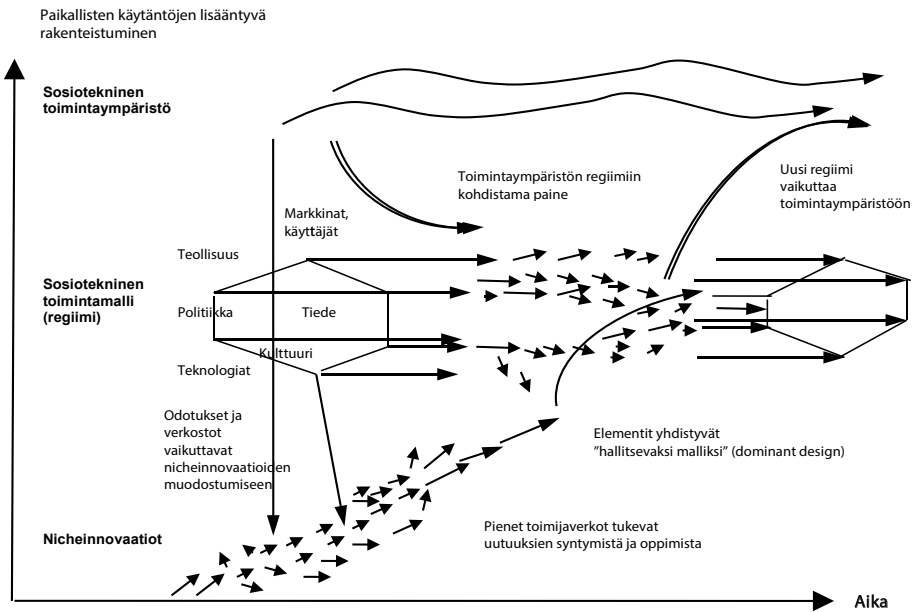 Paikallisten käytäntöjen lisääntyvä
rakenteistuminen
Sosiotekninen
toimintaympäristö
Toimintaympäristön regiimiin
kohdistama paine
Uusi regiimi
vaikuttaa
toimintaympäristöön
Markkinat,
käyttäjät
Teollisuus
Sosiotekninen
toimintamalli
(regiimi)
Politiikka
Tiede
Kulttuuri
Teknologiat
Odotukset ja
verkostot
vaikuttavat
nicheinnovaatioiden
muodostumiseen
Elementit yhdistyvät
"hallitsevaksi malliksi" (dominant design)
Nicheinnovaatiot
Pienet toimijaverkot tukevat
uutuuksien syntymistä ja oppimista
Aika